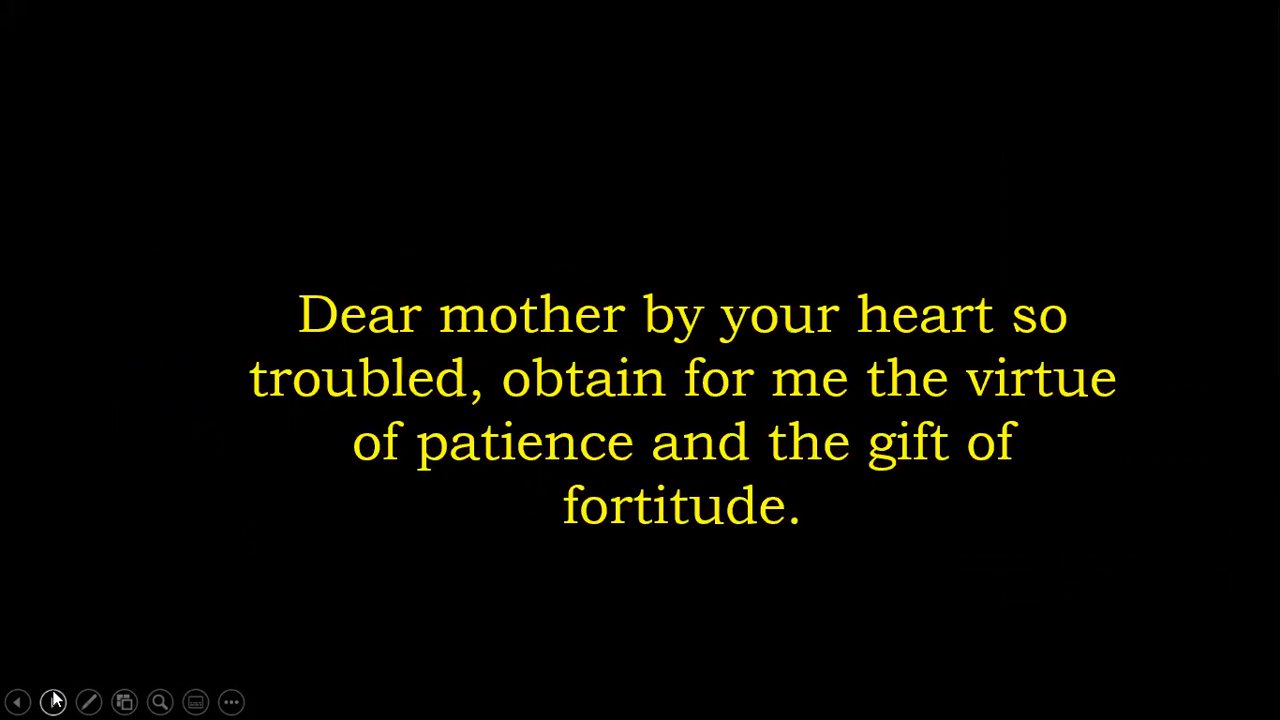 Dear mother by your heart so
troubled, obtain for me the virtue
of patience and the gift of
fortitude.